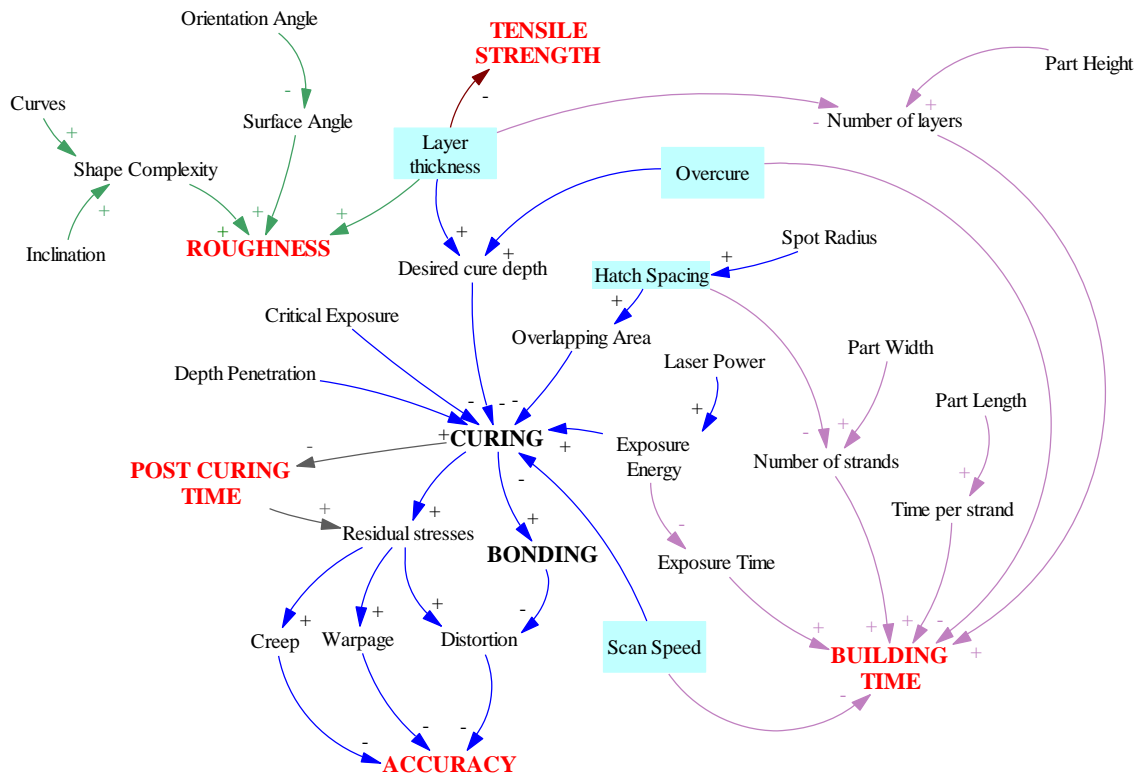 Orientation Angle
TENSILE
STRENGTH
Part Height
Curves
-
-
+
Surface Angle
+
Layer
thickness
-
Number of layers
Shape Complexity
Overcure
+
+
+
+
ROUGHNESS
+
+
Spot Radius
Inclination
Desired cure depth
+
Hatch Spacing
+
Critical Exposure
Overlapping Area
Part Width
Laser Power
Depth Penetration
Part Length
- - -
+
+
-
+
CURING
+
Exposure
Energy
-
POST CURING
TIME
Number of strands
+
-
Time per strand
+
+
+
Residual stresses
-
BONDING
Exposure Time
+
+
+
-
+
+
+
-
Creep
Warpage
Distortion
Scan Speed
BUILDING
TIME
+
-
-
-
-
ACCURACY